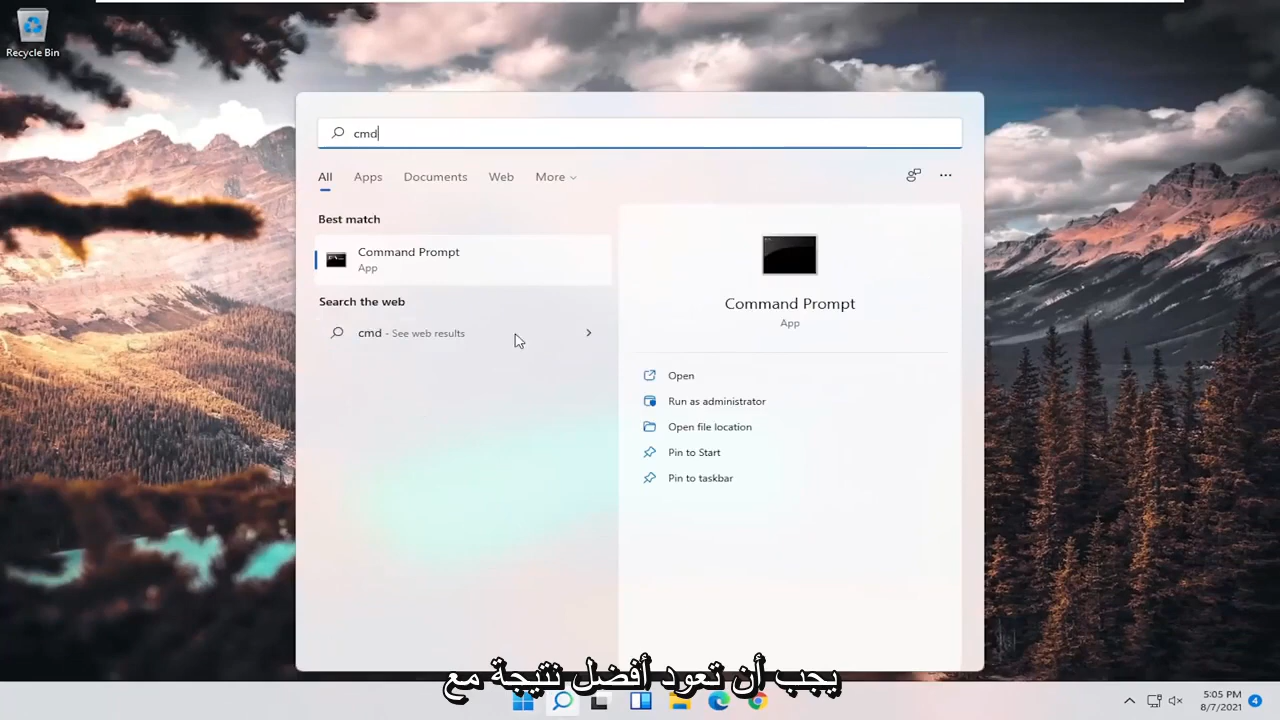 Recycle Bin
cmd
All Apps Documents Web More
Best match
Command Prompt
App
Search the web
cmd - See web results
Command Prompt
App
Open
Run as administrator
Open file location
Pin to Start
Pin to taskbar
يجب أن تعود أفضل نتيجة مع
5:05 PM
8/7/2021
4